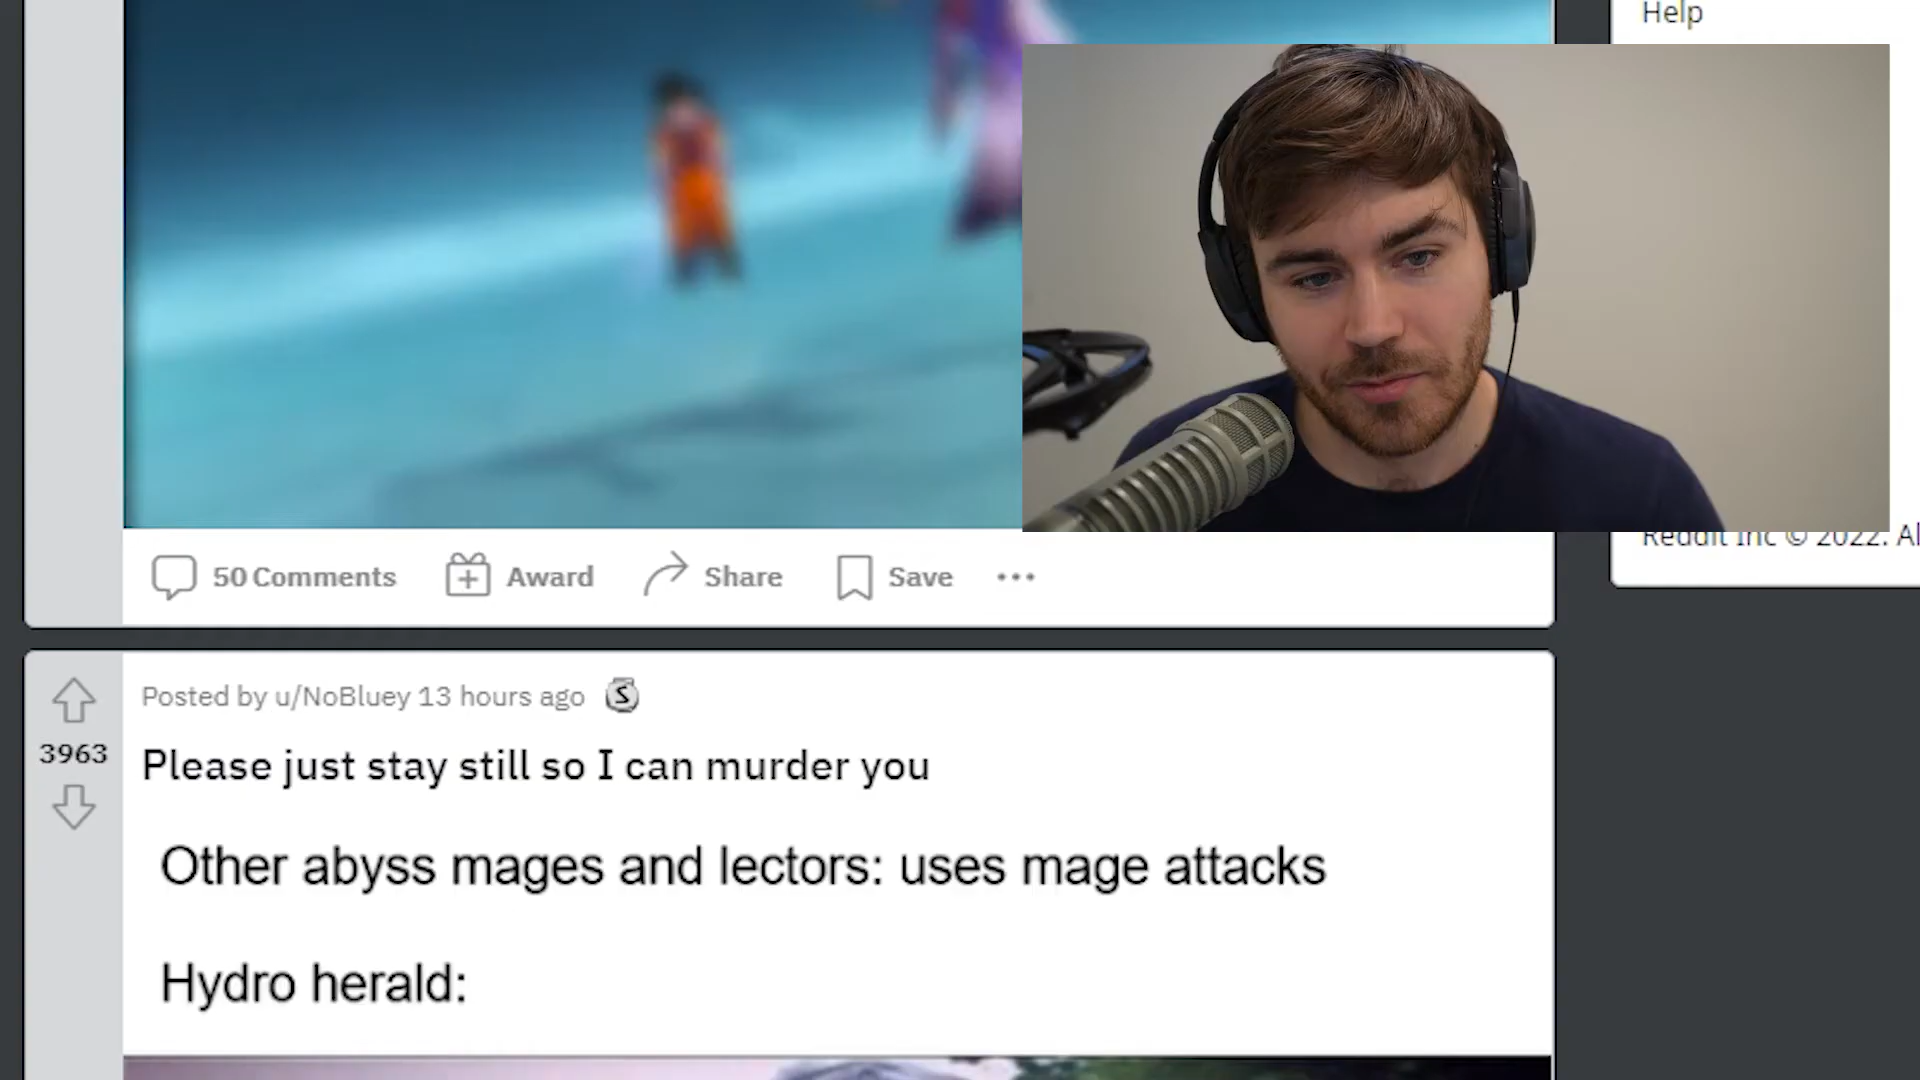 Help
Reddit Inc © 2022. Al
50 Comments
Award
Share
Save
Posted by u/NoBluey 13 hours ago
3963
Please just stay still so I can murder you
Other abyss mages and lectors: uses mage attacks
Hydro herald: